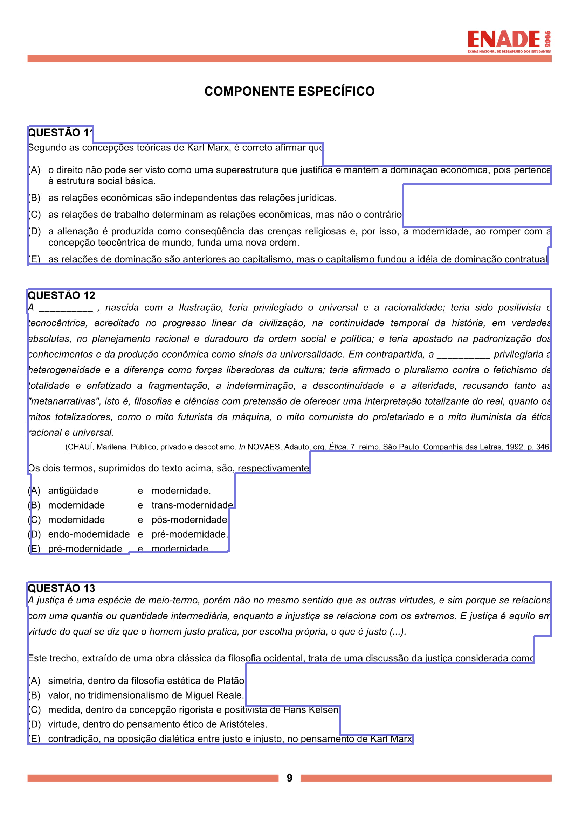 ENADE 2006
EXAME NACIONAL DE DESEMPENHO DOS ESTUDANTES
COMPONENTE ESPECÍFICO
QUESTÃO 11
Segundo as concepções teóricas de Karl Marx, é correto afirmar que
(A) o direito não pode ser visto como uma superestrutura que justifica e mantém a dominação econômica, pois pertence
à estrutura social básica.
(B) as relações econômicas são independentes das relações jurídicas.
(C) as relações de trabalho determinam as relações econômicas, mas não o contrário.
(D) a alienação é produzida como conseqüência das crenças religiosas e, por isso, a modernidade, ao romper com a
concepção teocêntrica de mundo, funda uma nova ordem.
(E) as relações de dominação são anteriores ao capitalismo, mas o capitalismo fundou a idéia de dominação contratual.
QUESTÃO 12
A __________ , nascida com a Ilustração, teria privilegiado o universal e a racionalidade; teria sido positivista e
tecnocêntrica, acreditado no progresso linear da civilização, na continuidade temporal da história, em verdades
absolutas, no planejamento racional e duradouro da ordem social e política; e teria apostado na padronização dos
conhecimentos e da produção econômica como sinais da universalidade. Em contrapartida, a __________ privilegiaria a
heterogeneidade e a diferença como forças liberadoras da cultura; teria afirmado o pluralismo contra o fetichismo da
totalidade e enfatizado a fragmentação, a indeterminação, a descontinuidade e a alteridade, recusando tanto as
"metanarrativas", isto é, filosofias e ciências com pretensão de oferecer uma interpretação totalizante do real, quanto os
mitos totalizadores, como o mito futurista da máquina, o mito comunista do proletariado e o mito iluminista da ética
racional e universal.
(CHAUÍ, Marilena. Público, privado e despotismo. In NOVAES, Adauto, org. Ética. 7. reimp. São Paulo: Companhia das Letras, 1992. p. 346)
Os dois termos, suprimidos do texto acima, são, respectivamente
(A) antigüidade e modernidade.
(B) modernidade e trans-modernidade.
(C) modernidade e pós-modernidade.
(D) endo-modernidade e pré-modernidade.
(E) pré-modernidade e modernidade.
QUESTÃO 13
A justiça é uma espécie de meio-termo, porém não no mesmo sentido que as outras virtudes, e sim porque se relaciona
com uma quantia ou quantidade intermediária, enquanto a injustiça se relaciona com os extremos. E justiça é aquilo em
virtude do qual se diz que o homem justo pratica, por escolha própria, o que é justo (...).
Este trecho, extraído de uma obra clássica da filosofia ocidental, trata de uma discussão da justiça considerada como
(A) simetria, dentro da filosofia estética de Platão.
(B) valor, no tridimensionalismo de Miguel Reale.
(C) medida, dentro da concepção rigorista e positivista de Hans Kelsen.
(D) virtude, dentro do pensamento ético de Aristóteles.
(E) contradição, na oposição dialética entre justo e injusto, no pensamento de Karl Marx.
9